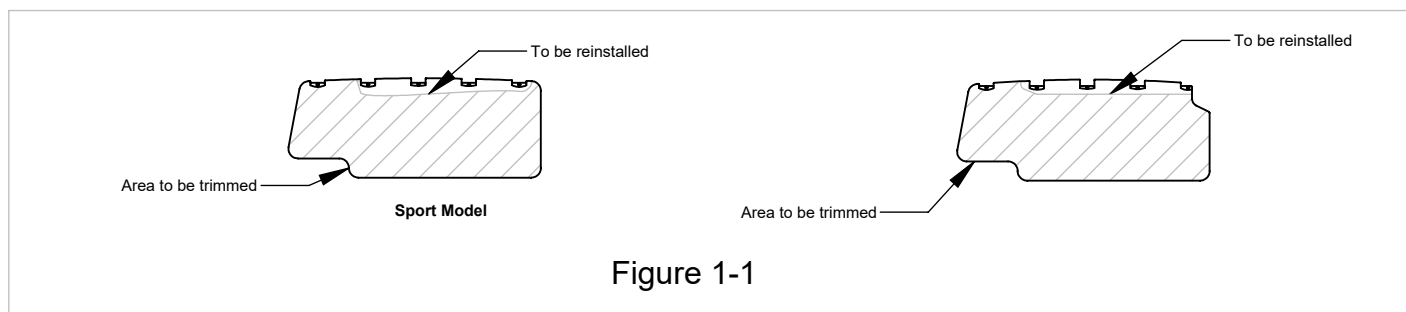 To be reinstalled
Area to be trimmed
Sport Model
To be reinstalled
Area to be trimmed
Figure 1-1